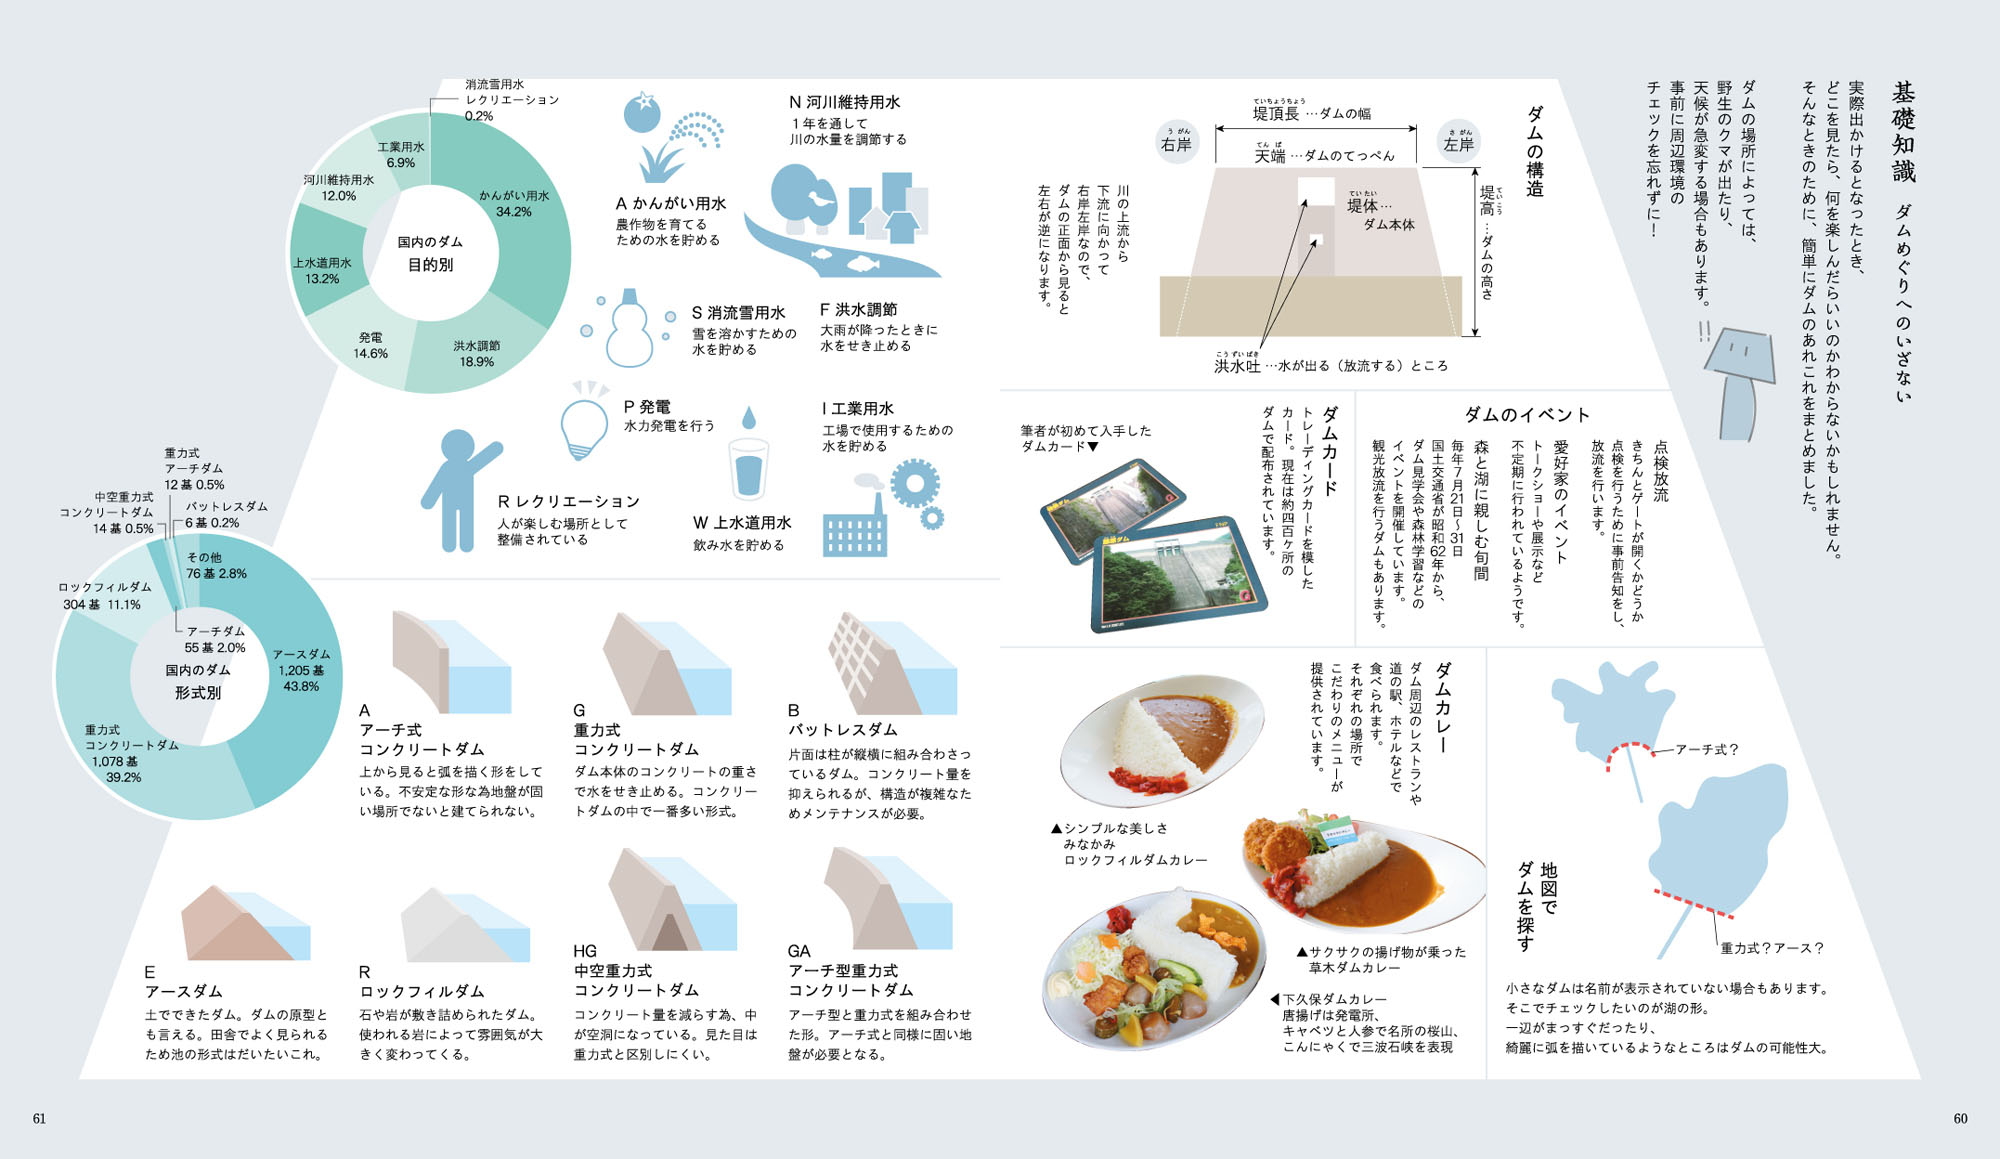 基礎知識 ダムめぐりへのいざない
実際出かけるとなったとき、
どこを見たら、何を楽しんだらいいのかわからないかもしれません。
そんなときのために、簡単にダムのあれこれをまとめました。
ダムの場所によっては、
野生のクマが出たり、
天候が急変する場合もあります。
事前に周辺環境の
チェックを忘れずに！
ダムの構造
ていちょうちょう
堤頂長…ダムの幅
うがん
右岸
さがん
左岸
てんば
天端…ダムのてっぺん
ていたい
堤体…
ダム本体
ていこう
堤高…ダムの高さ
こうずいばき
洪水吐…水が出る（放流する）ところ
川の上流から
下流に向かって
右岸左岸なので、
ダムの正面から見ると
左右が逆になります。
ダムのイベント
点検放流
きちんとゲートが開くかどうか
点検を行うために事前告知をし、
放流を行います。
愛好家のイベント
トークショーや展示など
不定期に行われているようです。
森と湖に親しむ旬間
毎年7月21日〜31日
国土交通省が昭和62年から、
ダム見学会や森林学習などの
イベントを開催しています。
観光放流を行うダムもあります。
ダムカード
トレーディングカードを模した
カード。現在は約四百ヶ所の
ダムで配布されています。
筆者が初めて入手した
ダムカード▼
地図で
ダムを探す
アーチ式？
重力式？アース？
小さなダムは名前が表示されていない場合もあります。
そこでチェックしたいのが湖の形。
一辺がまっすぐだったり、
綺麗に弧を描いているようなところはダムの可能性大。
ダムカレー
ダム周辺のレストランや
道の駅、ホテルなどで
食べられます。
それぞれの場所で
こだわりのメニューが
提供されています。
▲シンプルな美しさ
みなかみ
ロックフィルダムカレー
▲サクサクの揚げ物が乗った
草木ダムカレー
◀下久保ダムカレー
唐揚げは発電所、
キャベツと人参で名所の桜山、
こんにゃくで三波石峡を表現
60
国内のダム
目的別
消流雪用水
レクリエーション
0.2%
かんがい用水
34.2%
洪水調節
18.9%
発電
14.6%
上水道用水
13.2%
河川維持用水
12.0%
工業用水
6.9%
N 河川維持用水
１年を通して
川の水量を調節する
A かんがい用水
農作物を育てる
ための水を貯める
S 消流雪用水
雪を溶かすための
水を貯める
F 洪水調節
大雨が降ったときに
水をせき止める
P 発電
水力発電を行う
I 工業用水
工場で使用するための
水を貯める
R レクリエーション
人が楽しむ場所として
整備されている
W 上水道用水
飲み水を貯める
国内のダム
形式別
アースダム
1,205 基
43.8%
重力式
コンクリートダム
1,078 基
39.2%
ロックフィルダム
304 基 11.1%
中空重力式
コンクリートダム
14 基 0.5%
重力式
アーチダム
12 基 0.5%
バットレスダム
6 基 0.2%
その他
76 基 2.8%
アーチダム
55 基 2.0%
A
アーチ式
コンクリートダム
上から見ると弧を描く形をして
いる。不安定な形な為地盤が固
い場所でないと建てられない。
G
重力式
コンクリートダム
ダム本体のコンクリートの重さ
で水をせき止める。コンクリー
トダムの中で一番多い形式。
B
バットレスダム
片面は柱が縦横に組み合わさっ
ているダム。コンクリート量を
抑えられるが、構造が複雑なた
めメンテナンスが必要。
E
アースダム
土でできたダム。ダムの原型と
も言える。田舎でよく見られる
ため池の形式はだいたいこれ。
R
ロックフィルダム
石や岩が敷き詰められたダム。
使われる岩によって雰囲気が大
きく変わってくる。
HG
中空重力式
コンクリートダム
コンクリート量を減らす為、中
が空洞になっている。見た目は
重力式と区別しにくい。
GA
アーチ型重力式
コンクリートダム
アーチ型と重力式を組み合わせ
た形。アーチ式と同様に固い地
盤が必要となる。
61